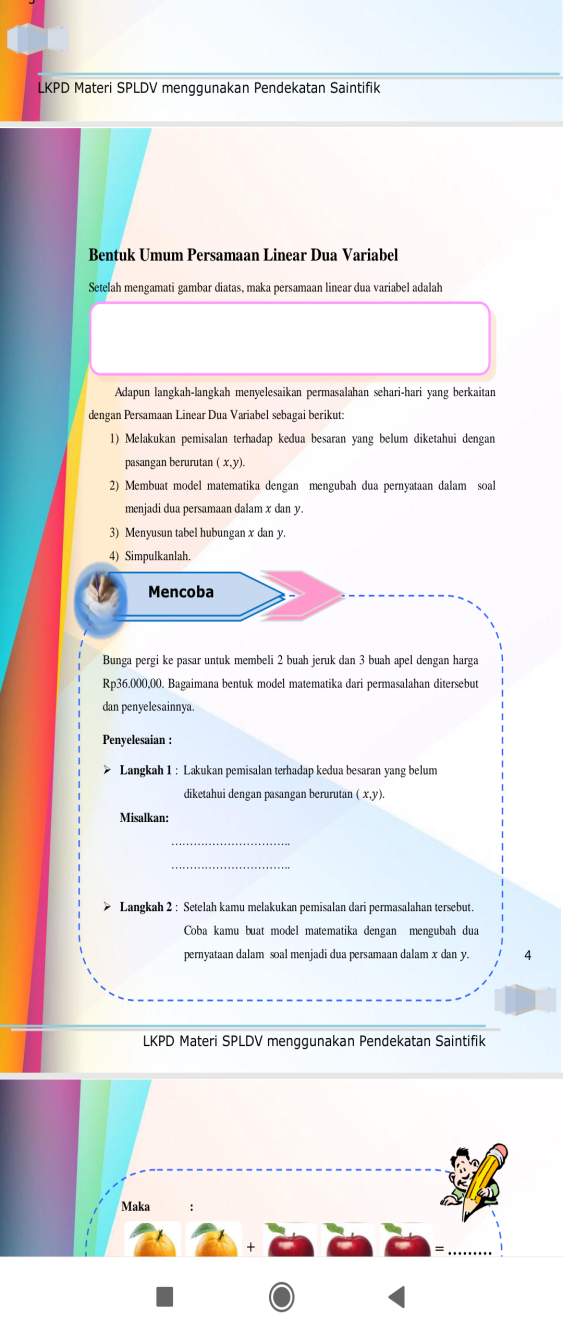 LKPD Materi SPLDV menggunakan Pendekatan Saintifik
Bentuk Umum Persamaan Linear Dua Variabel
Setelah mengamati gambar diatas, maka persamaan linear dua variabel adalah
Adapun langkah-langkah menyelesaikan permasalahan sehari-hari yang berkaitan
dengan Persamaan Linear Dua Variabel sebagai berikut:
1) Melakukan pemisalan terhadap kedua besaran yang belum diketahui dengan
pasangan berurutan ( x,y).
2) Membuat model matematika dengan mengubah dua pernyataan dalam soal
menjadi dua persamaan dalam x dan y.
3) Menyusun tabel hubungan x dan y.
4) Simpulkanlah.
Mencoba
Bunga pergi ke pasar untuk membeli 2 buah jeruk dan 3 buah apel dengan harga
Rp36.000,00. Bagaimana bentuk model matematika dari permasalahan ditersebut
dan penyelesainnya.
Penyelesaian :
➢ Langkah 1 : Lakukan pemisalan terhadap kedua besaran yang belum
diketahui dengan pasangan berurutan ( x,y).
Misalkan:
…………………………..
…………………………..
➢ Langkah 2 : Setelah kamu melakukan pemisalan dari permasalahan tersebut.
Coba kamu buat model matematika dengan mengubah dua
pernyataan dalam soal menjadi dua persamaan dalam x dan y.
4
LKPD Materi SPLDV menggunakan Pendekatan Saintifik
Maka :
+ = .........